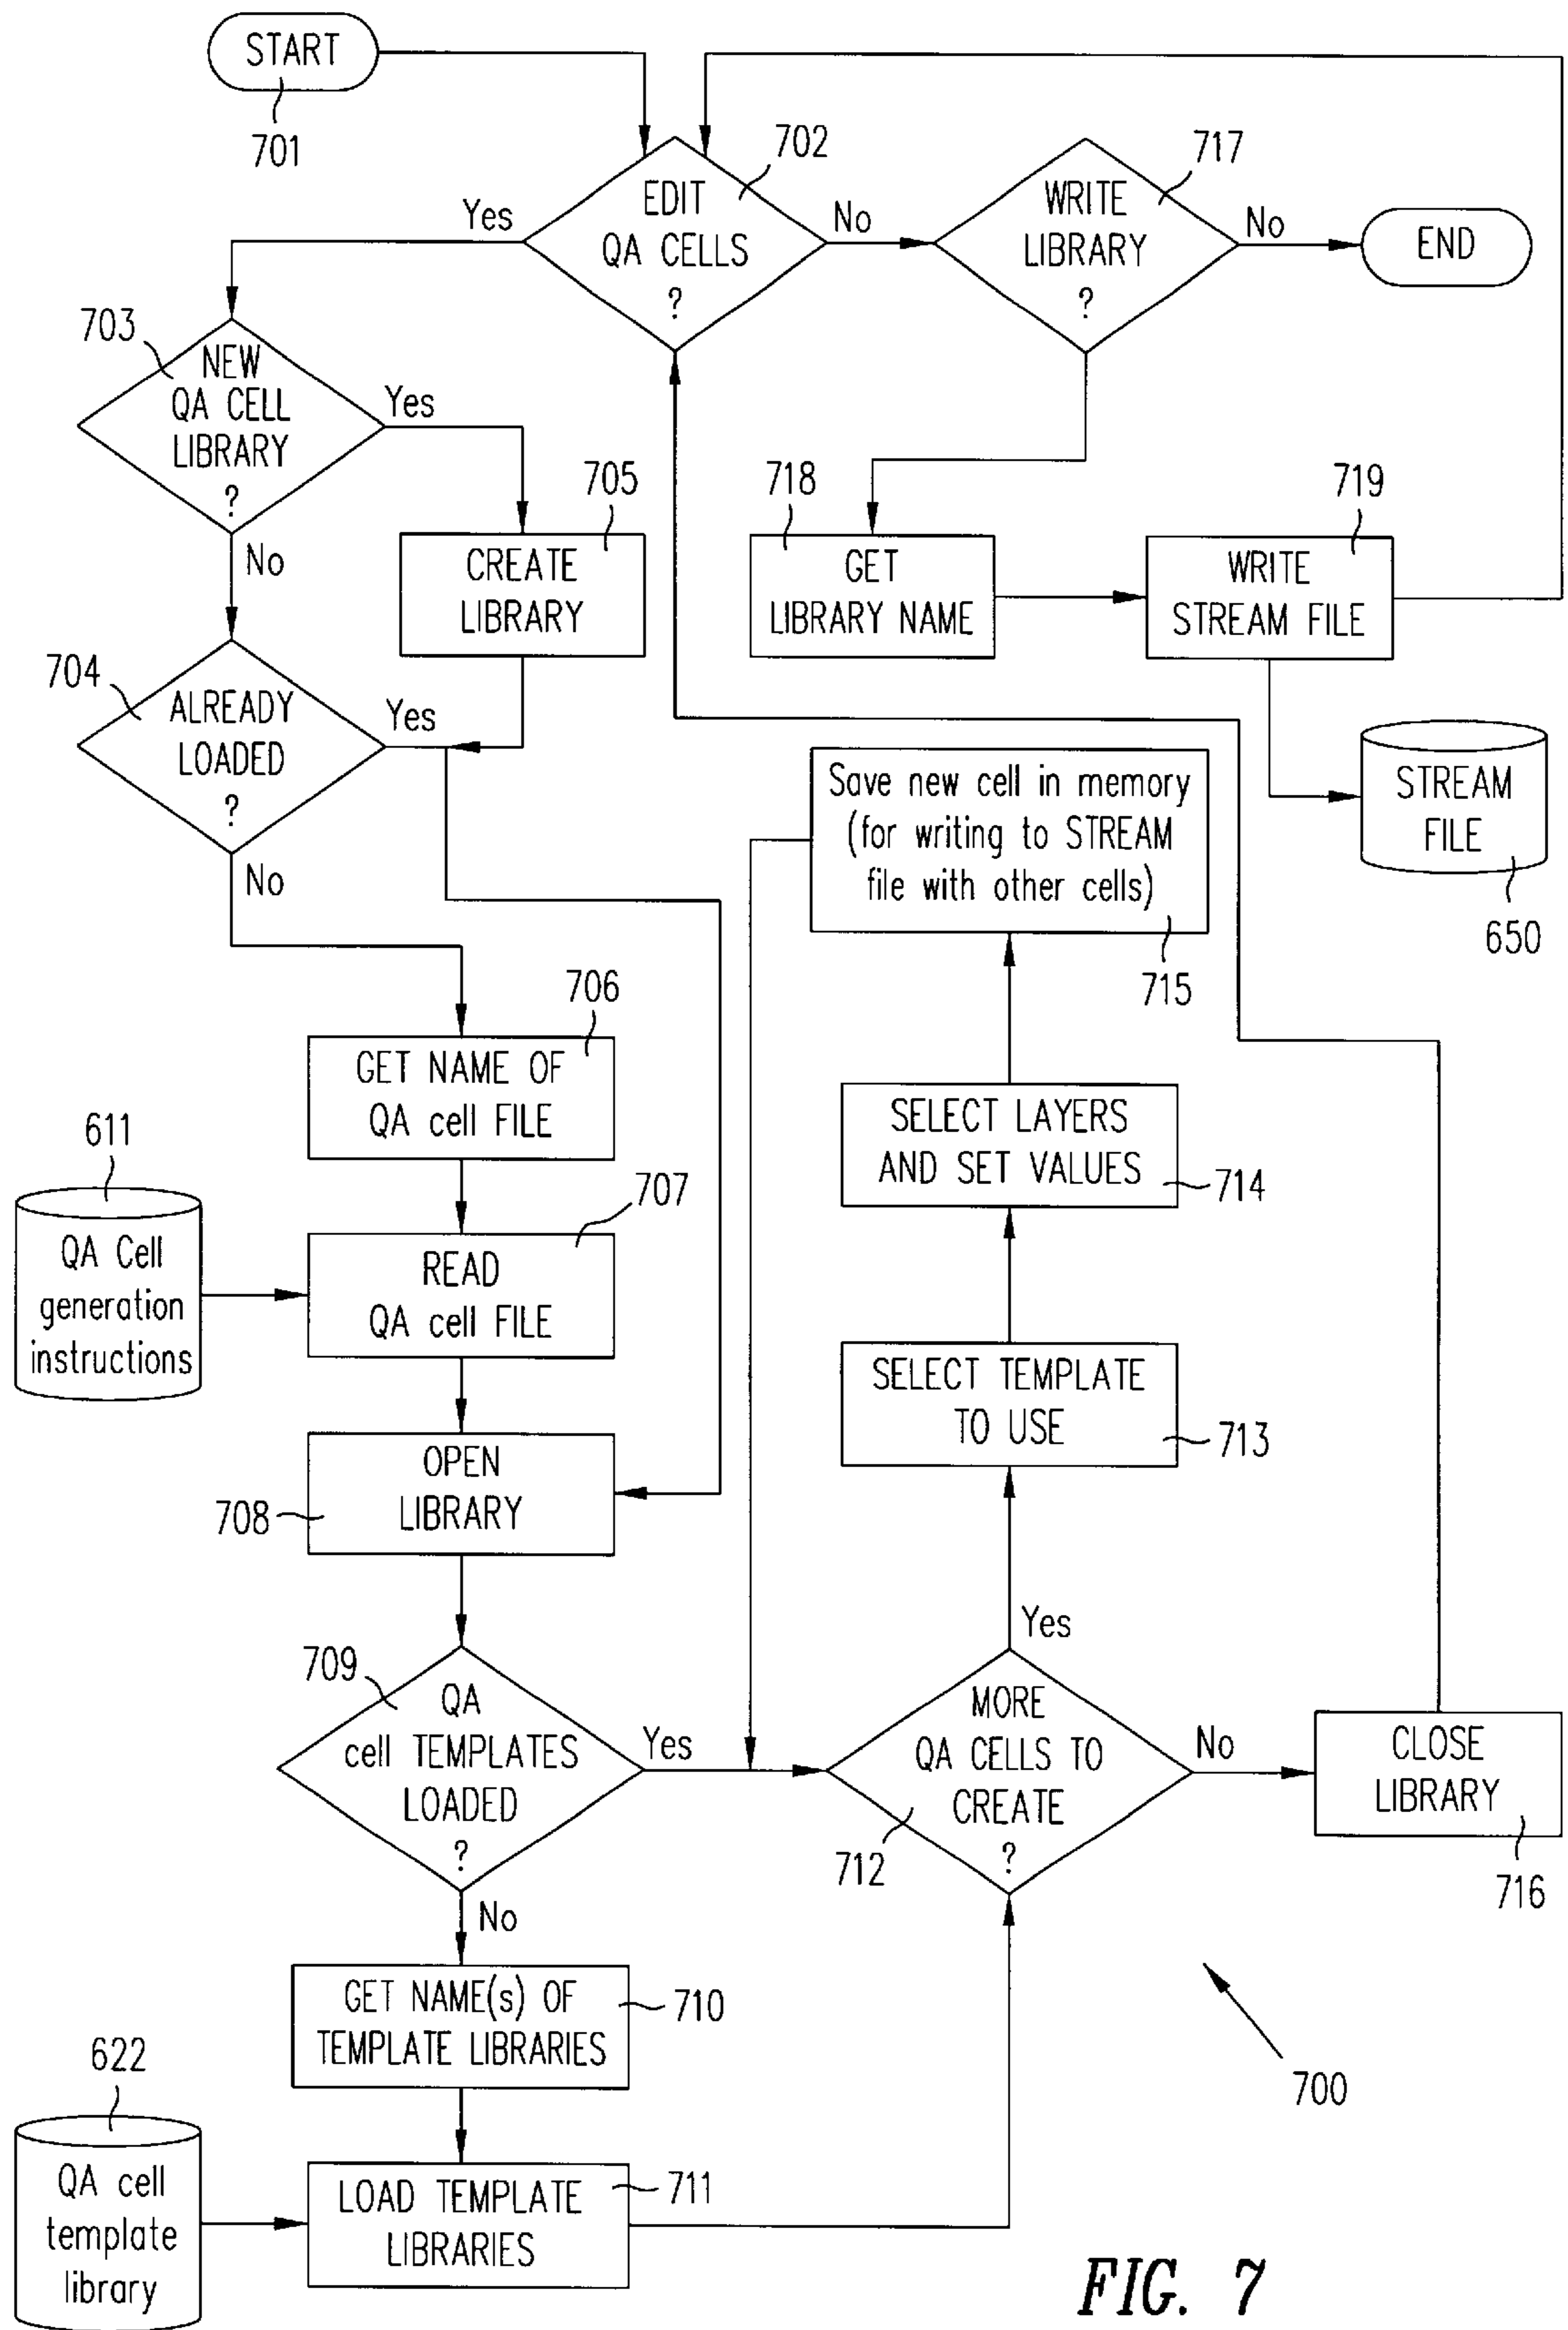 START
701
702
EDIT
QA CELLS
?
Yes
No
717
WRITE
LIBRARY
?
No
END
703
NEW
QA CELL
LIBRARY
?
Yes
No
705
CREATE
LIBRARY
718
GET
LIBRARY NAME
719
WRITE
STREAM FILE
704
ALREADY
LOADED
?
Yes
No
Save new cell in memory
(for writing to STREAM
file with other cells)
715
STREAM
FILE
650
706
GET NAME OF
QA cell FILE
SELECT LAYERS
AND SET VALUES
714
611
QA Cell
generation
instructions
707
READ
QA cell FILE
SELECT TEMPLATE
TO USE
713
OPEN
LIBRARY
708
709
QA
cell TEMPLATES
LOADED
?
Yes
No
Yes
MORE
QA CELLS TO
CREATE
?
712
No
CLOSE
LIBRARY
716
GET NAME(s) OF
TEMPLATE LIBRARIES
710
700
622
QA cell
template
library
LOAD TEMPLATE
LIBRARIES
711
FIG. 7